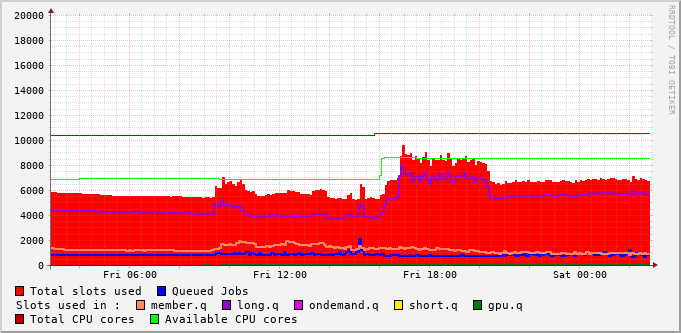 RRDTOOL / TOBI OETIKER
20000
18000
16000
14000
12000
10000
8000
6000
4000
2000
0
Fri 06:00 Fri 12:00 Fri 18:00 Sat 00:00
Total slots used Queued Jobs
Slots used in : member.q long.q ondemand.q short.q gpu.q
Total CPU cores Available CPU cores